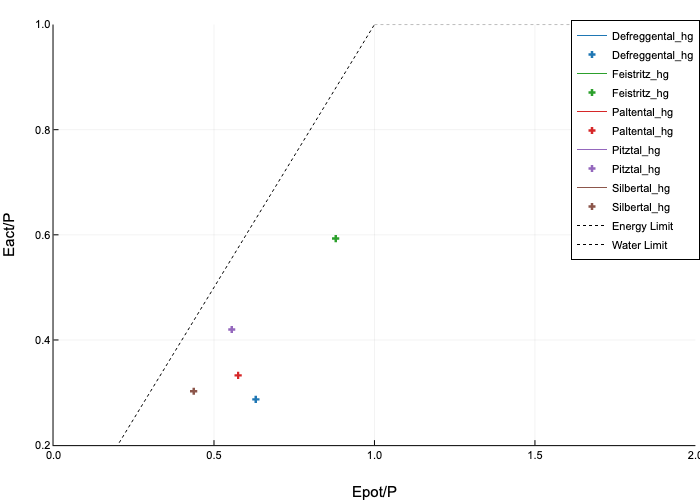 1.0
0.8
0.6
0.4
0.2
Eact/P
0.0
0.5
1.0
1.5
2.0
Epot/P
Defreggental_hg
Defreggental_hg
Feistritz_hg
Feistritz_hg
Paltental_hg
Paltental_hg
Pitztal_hg
Pitztal_hg
Silbertal_hg
Silbertal_hg
Energy Limit
Water Limit